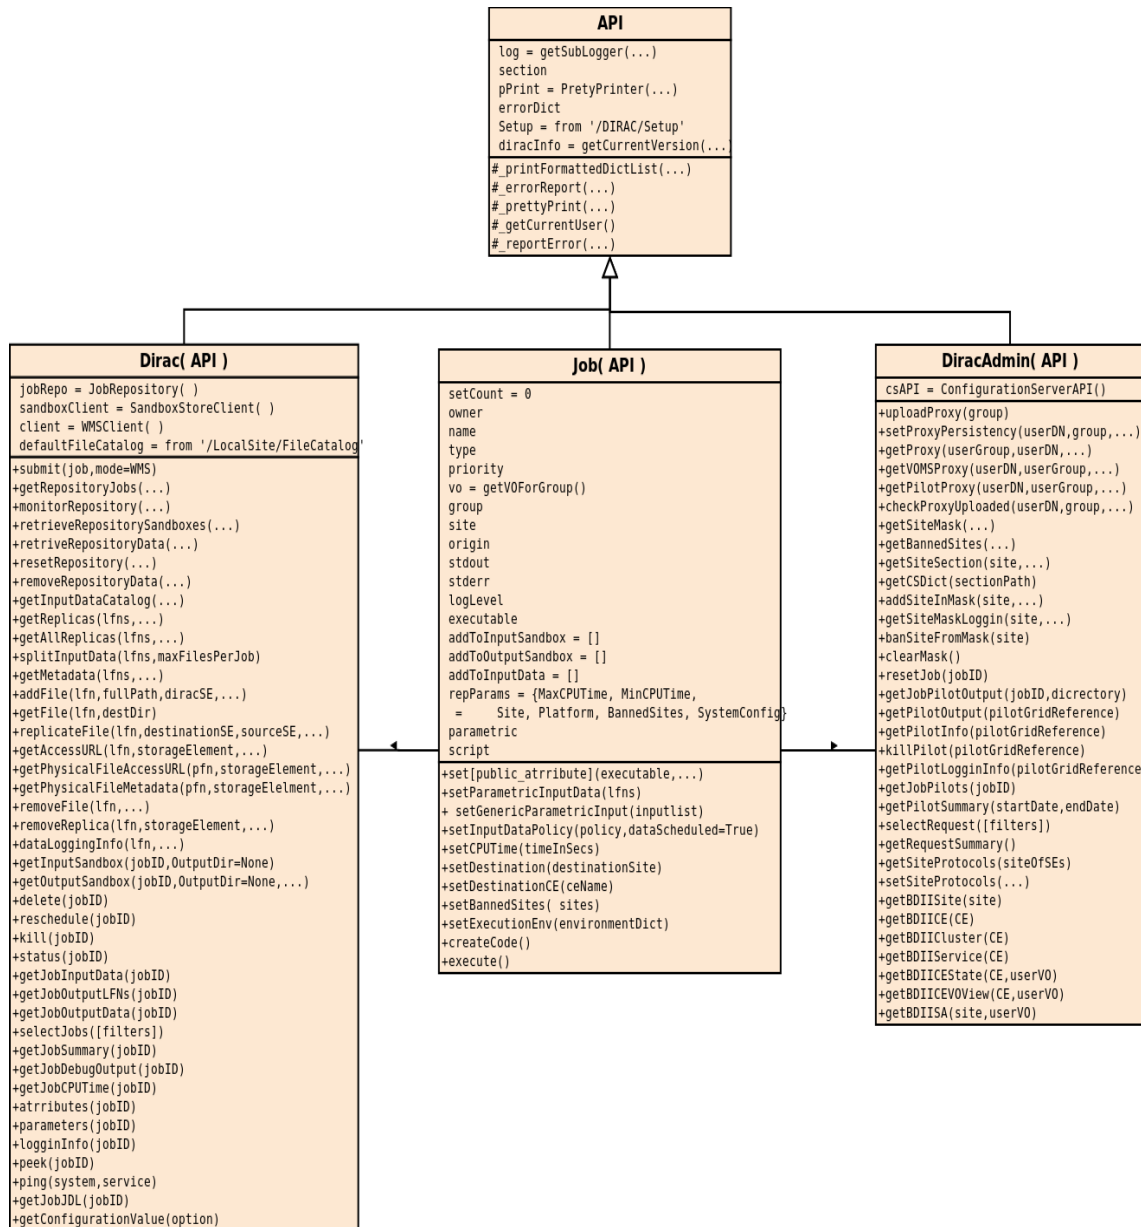 API
log = getSubLogger(...)
section
pPrint = PretyPrinter(...)
errorDict
Setup = from '/DIRAC/Setup'
diracInfo = getCurrentVersion(...)
#_printFormattedDictList(...)
#_errorReport(...)
#_prettyPrint(...)
#_getCurrentUser()
#_reportError(...)
Dirac( API )
jobRepo = JobRepository( )
sandboxClient = SandboxStoreClient( )
client = WMSClient( )
defaultFileCatalog = from '/LocalSite/FileCatalog'
+submit(job,mode=WMS)
+getRepositoryJobs(...)
+monitorRepository(...)
+retrieveRepositorySandboxes(...)
+retriveRepositoryData(...)
+resetRepository(...)
+removeRepositoryData(...)
+getInputDataCatalog(...)
+getReplicas(lfns,...)
+getAllReplicas(lfns,...)
+splitInputData(lfns,maxFilesPerJob)
+getMetadata(lfns,...)
+addFile(lfn,fullPath,diracSE,...)
+getFile(lfn,destDir)
+replicateFile(lfn,destinationSE,sourceSE,...)
+getAccessURL(lfn,storageElement,...)
+getPhysicalFileAccessURL(pfn,storageElement,...)
+getPhysicalFileMetadata(pfn,storageElelment,...)
+removeFile(lfn,...)
+removeReplica(lfn,storageElement,...)
+dataLoggingInfo(lfn,...)
+getInputSandbox(jobID,OutputDir=None)
+getOutputSandbox(jobID,OutputDir=None,...)
+delete(jobID)
+reschedule(jobID)
+kill(jobID)
+status(jobID)
+getJobInputData(jobID)
+getJobOutputLFNs(jobID)
+getJobOutputData(jobID)
+selectJobs([filters])
+getJobSummary(jobID)
+getJobDebugOutput(jobID)
+getJobCPUTime(jobID)
+atrributes(jobID)
+parameters(jobID)
+logginInfo(jobID)
+peek(jobID)
+ping(system,service)
+getJobJDL(jobID)
+getConfigurationValue(option)
Job( API )
setCount = 0
owner
name
type
priority
vo = getVOForGroup()
group
site
origin
stdout
stderr
logLevel
executable
addToInputSandbox = []
addToOutputSandbox = []
addToInputData = []
repParams = {MaxCPUTime, MinCPUTime,
= Site, Platform, BannedSites, SystemConfig}
parametric
script
+set[public_atrribute](executable,...)
+setParametricInputData(lfns)
+ setGenericParametricInput(inputlist)
+setInputDataPolicy(policy,dataScheduled=True)
+setCPUTime(timeInSecs)
+setDestination(destinationSite)
+setDestinationCE(ceName)
+setBannedSites( sites)
+setExecutionEnv(environmentDict)
+createCode()
+execute()
DiracAdmin( API )
csAPI = ConfigurationServerAPI()
+uploadProxy(group)
+setProxyPersistency(userDN,group,...)
+getProxy(userGroup,userDN,...)
+getVOMSProxy(userDN,userGroup,...)
+getPilotProxy(userDN,userGroup,...)
+checkProxyUploaded(userDN,group,...)
+getSiteMask(...)
+getBannedSites(...)
+getSiteSection(site,...)
+getCSDict(sectionPath)
+addSiteInMask(site,...)
+getSiteMaskLoggin(site,...)
+banSiteFromMask(site)
+clearMask()
+resetJob(jobID)
+getJobPilotOutput(jobID,dicrectory)
+getPilotOutput(pilotGridReference)
+getPilotInfo(pilotGridReference)
+killPilot(pilotGridReference)
+getPilotLogginInfo(pilotGridReference
+getJobPilots(jobID)
+getPilotSummary(startDate,endDate)
+selectRequest([filters])
+getRequestSummary()
+getSiteProtocols(siteOfSEs)
+setSiteProtocols(...)
+getBDIISite(site)
+getBDIICE(CE)
+getBDIICluster(CE)
+getBDIIService(CE)
+getBDIICEState(CE,userVO)
+getBDIICEVOView(CE,userVO)
+getBDIISA(site,userVO)